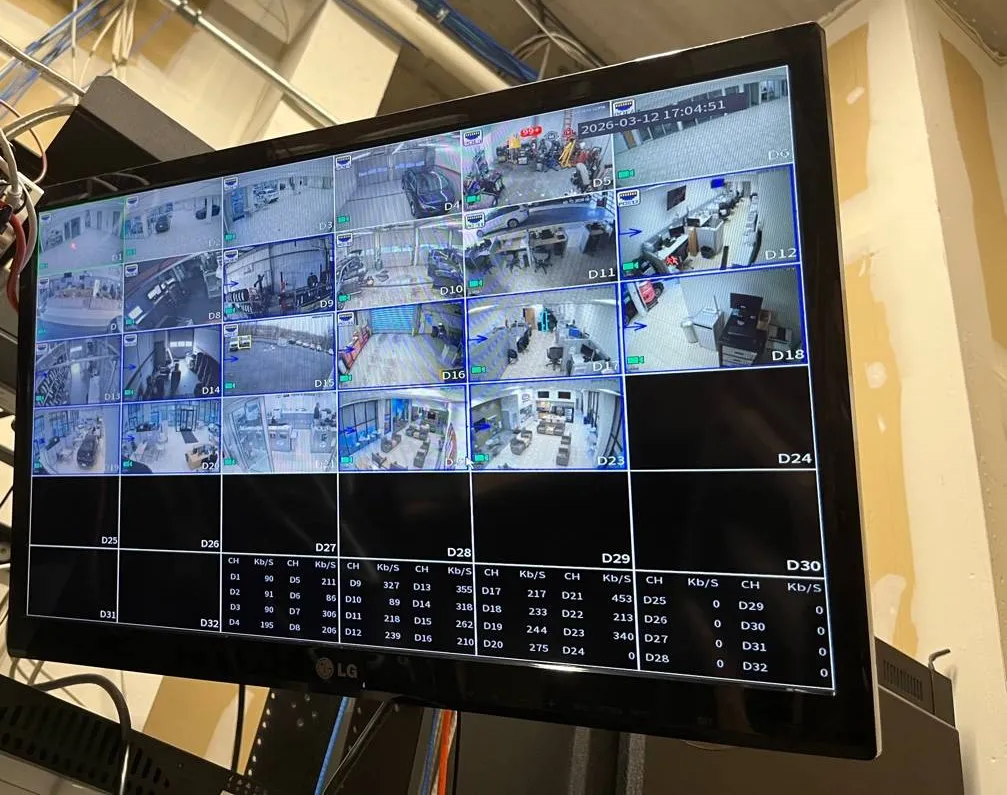 99+
2026-03-12 17:04:51
D1
D3
D4
D5
D6
D8
D9
D10
D11
D12
D13
D14
D15
D16
D17
D18
D20
D23
D24
D25
D26
D27
D28
D29
D30
D31
D32
CH Kb/S CH Kb/S CH Kb/S CH Kb/S CH Kb/S CH Kb/S CH Kb/S CH Kb/S
D1 90 D5 211 D9 327 D13 355 D17 217 D21 453 D25 0 D29 0
D2 91 D6 86 D10 89 D14 318 D18 233 D22 213 D26 0 D30 0
D3 90 D7 306 D11 218 D15 262 D19 244 D23 340 D27 0 D31 0
D4 195 D8 206 D12 239 D16 210 D20 275 D24 0 D28 0 D32 0
LG